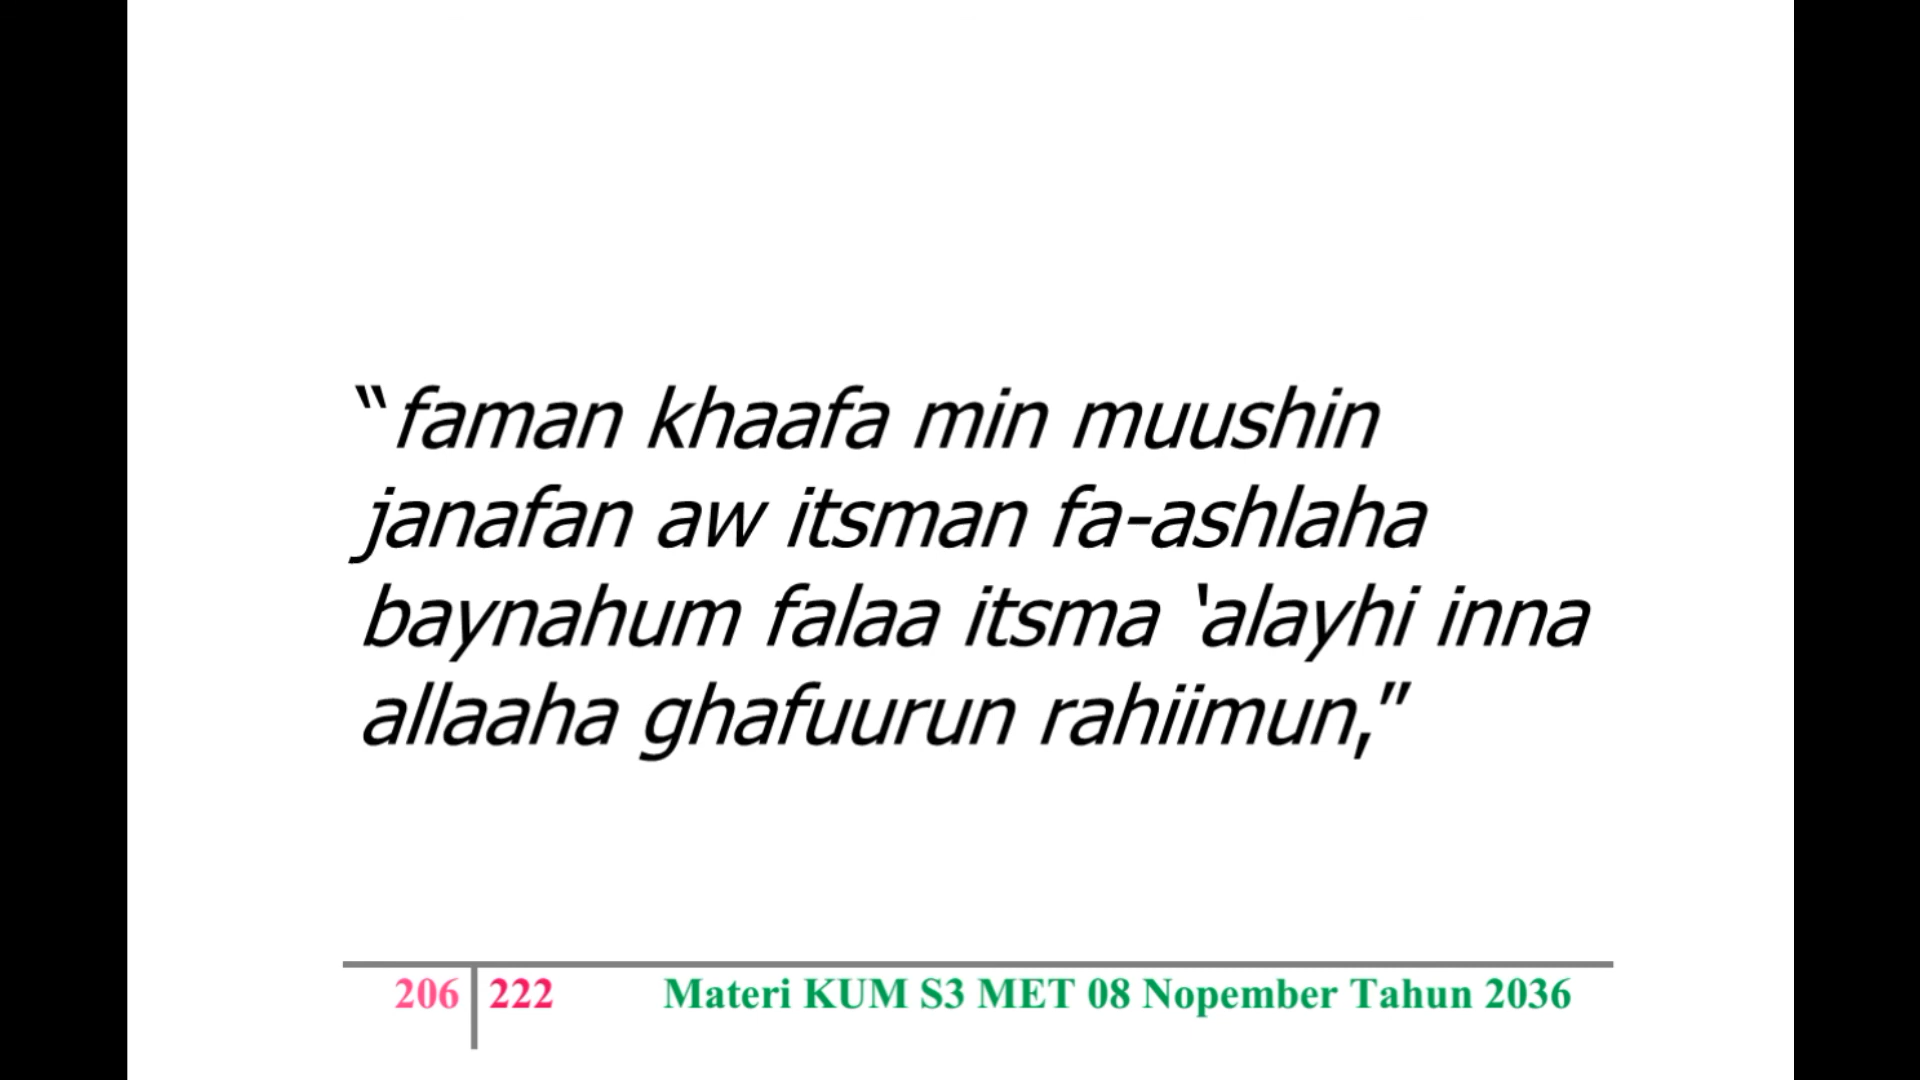 “faman khaafa min muushin
janafan aw itsman fa-ashlaha
baynahum falaa itsma ‘alayhi inna
allaaha ghafuurun rahiimun,”
206 222 Materi KUM S3 MET 08 Nopember Tahun 2036